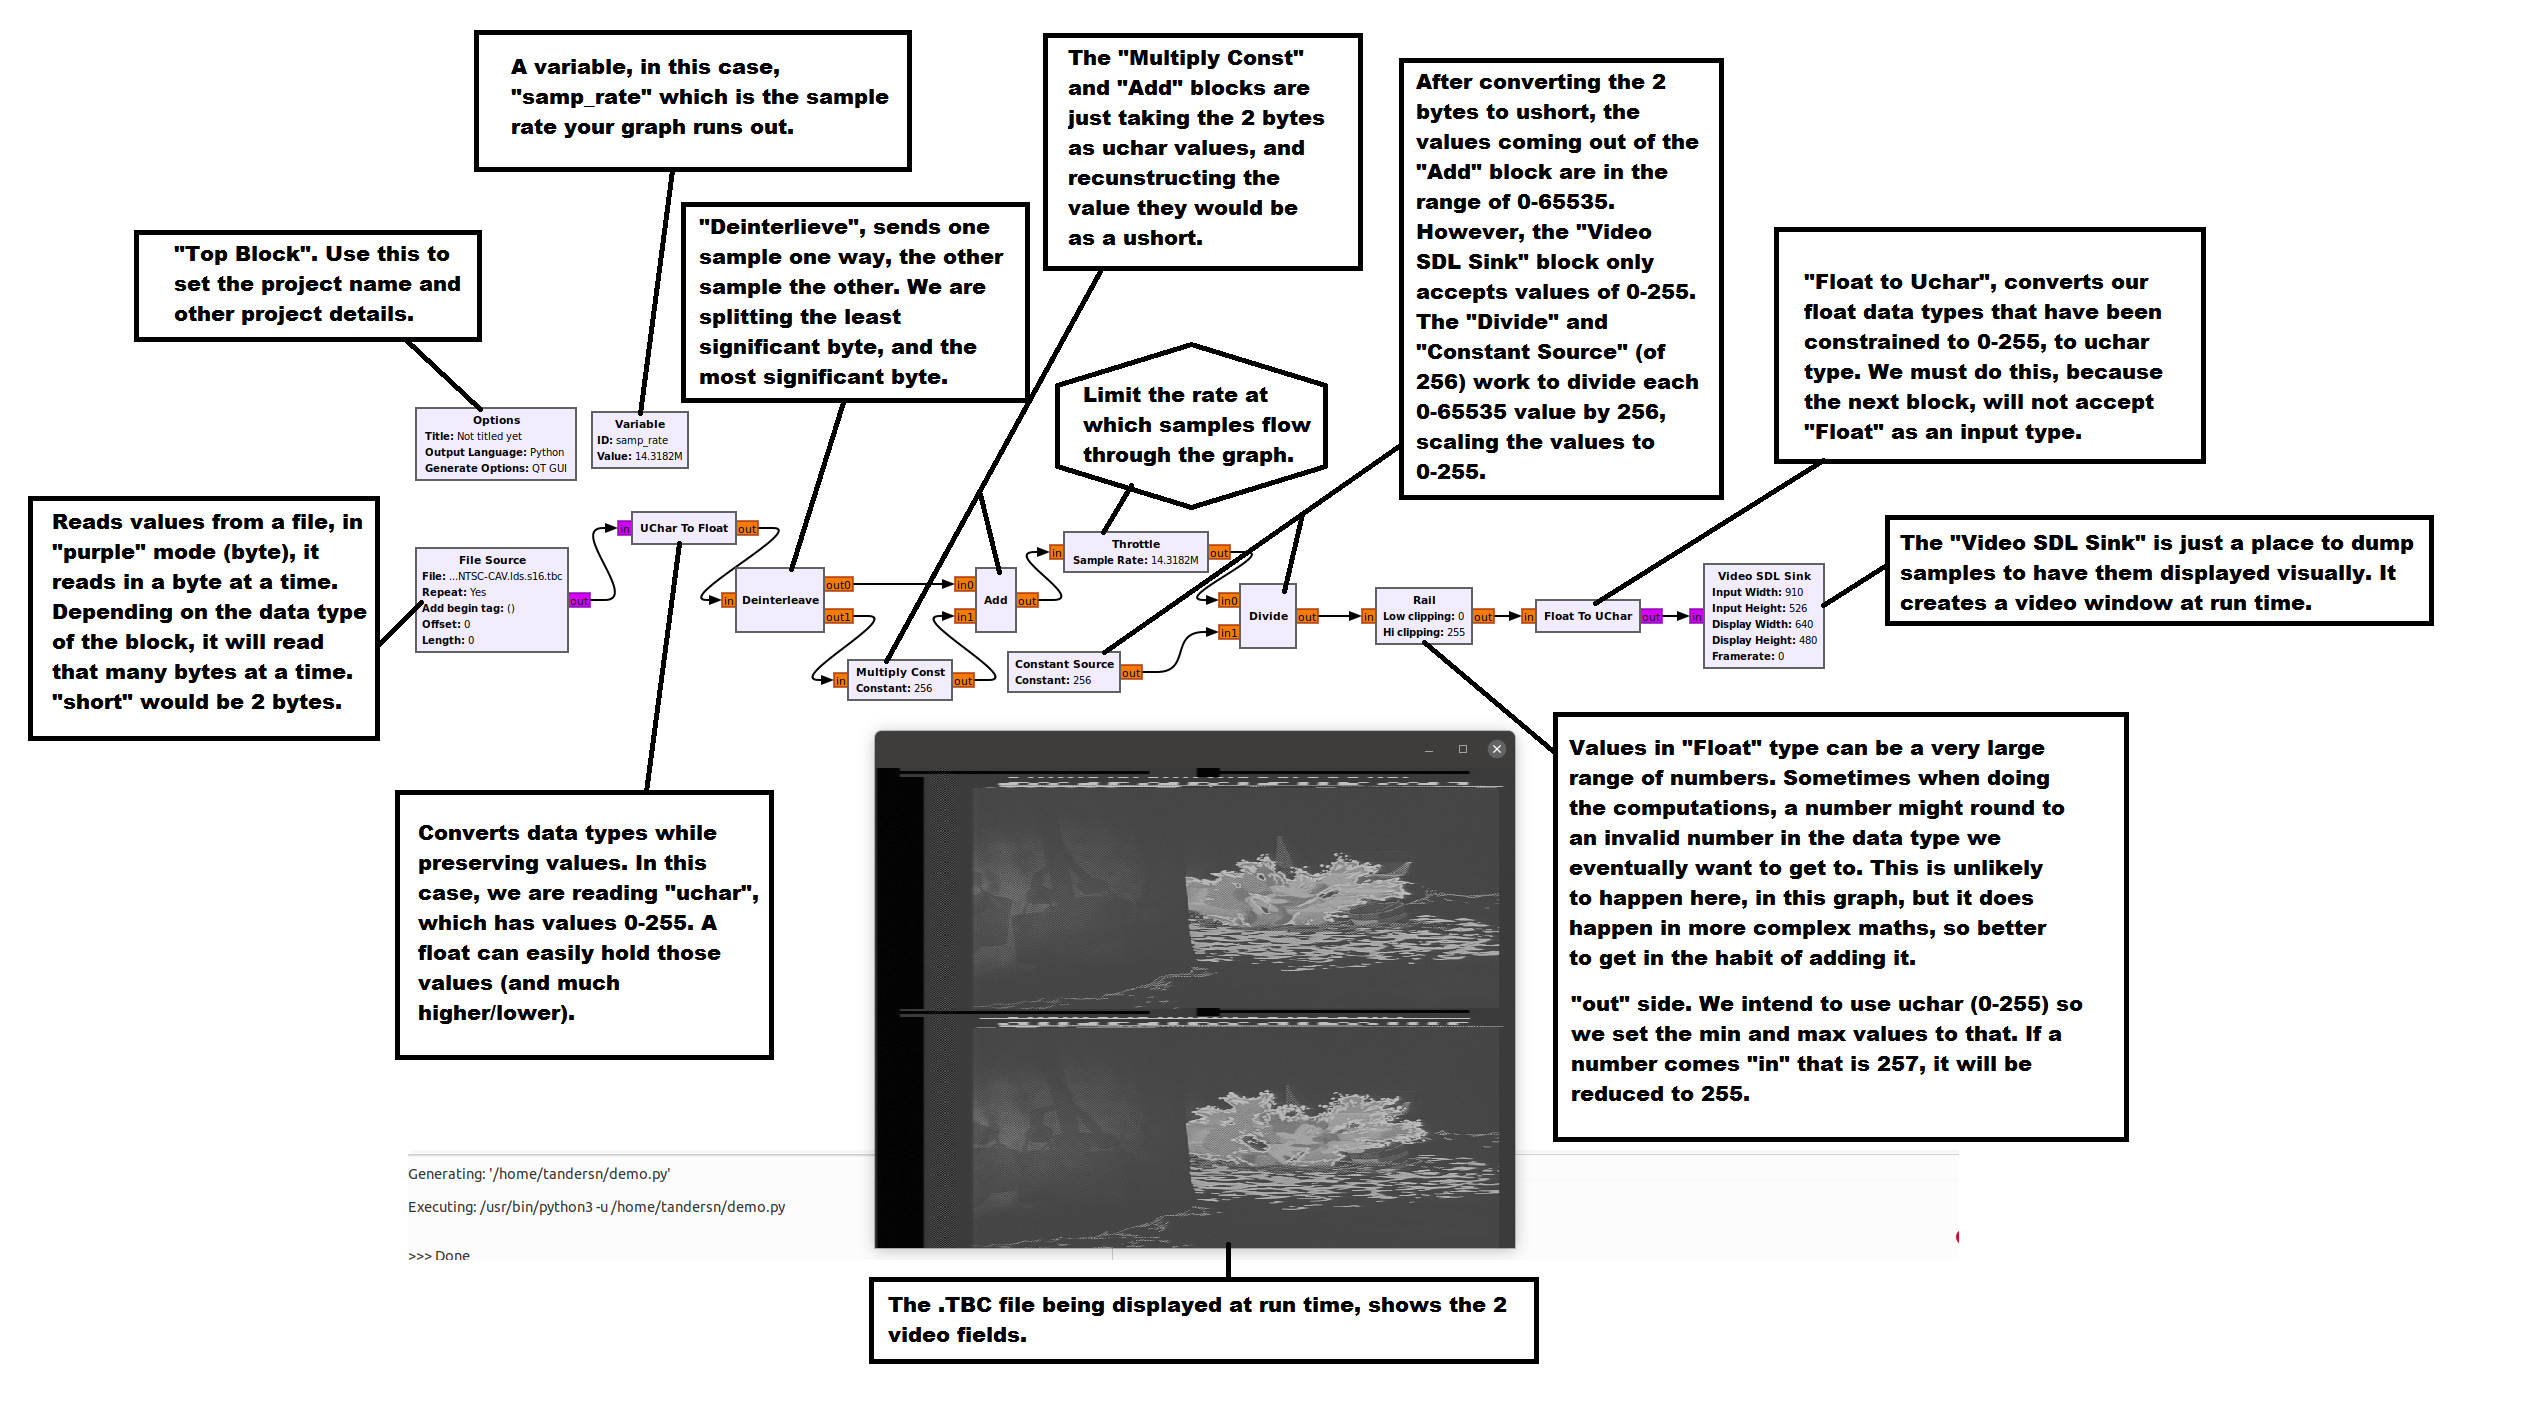 A variable, in this case,
"samp_rate" which is the sample
rate your graph runs out.
The "Multiply Const"
and "Add" blocks are
just taking the 2 bytes
as uchar values, and
recunstructing the
value they would be
as a ushort.
After converting the 2
bytes to ushort, the
values coming out of the
"Add" block are in the
range of 0-65535.
However, the "Video
SDL Sink" block only
accepts values of 0-255.
The "Divide" and
"Constant Source" (of
256) work to divide each
0-65535 value by 256,
scaling the values to
0-255.
"Top Block". Use this to
set the project name and
other project details.
"Deinterlieve", sends one
sample one way, the other
sample the other. We are
splitting the least
significant byte, and the
most significant byte.
"Float to Uchar", converts our
float data types that have been
constrained to 0-255, to uchar
type. We must do this, because
the next block, will not accept
"Float" as an input type.
Limit the rate at
which samples flow
through the graph.
Options
Title: Not titled yet
Output Language: Python
Generate Options: QT GUI
Variable
ID: samp_rate
Value: 14.3182M
Reads values from a file, in
"purple" mode (byte), it
reads in a byte at a time.
Depending on the data type
of the block, it will read
that many bytes at a time.
"short" would be 2 bytes.
File Source
File: ...NTSC-CAV.lds.s16.tbc
Repeat: Yes
Add begin tag: ()
Offset: 0
Length: 0
out
in
UChar To Float
out
in
Deinterleave
out0
out1
in
Multiply Const
Constant: 256
out
in0
in1
Add
out
in
Throttle
Sample Rate: 14.3182M
out
Constant Source
Constant: 256
out
in0
in1
Divide
out
in
Rail
Low clipping: 0
Hi clipping: 255
out
in
Float To UChar
out
in
Video SDL Sink
Input Width: 910
Input Height: 526
Display Width: 640
Display Height: 480
Framerate: 0
The "Video SDL Sink" is just a place to dump
samples to have them displayed visually. It
creates a video window at run time.
Converts data types while
preserving values. In this
case, we are reading "uchar",
which has values 0-255. A
float can easily hold those
values (and much
higher/lower).
Values in "Float" type can be a very large
range of numbers. Sometimes when doing
the computations, a number might round to
an invalid number in the data type we
eventually want to get to. This is unlikely
to happen here, in this graph, but it does
happen in more complex maths, so better
to get in the habit of adding it.
"out" side. We intend to use uchar (0-255) so
we set the min and max values to that. If a
number comes "in" that is 257, it will be
reduced to 255.
Generating: '/home/tandersn/demo.py'
Executing: /usr/bin/python3 -u /home/tandersn/demo.py
>>> Done
The .TBC file being displayed at run time, shows the 2
video fields.